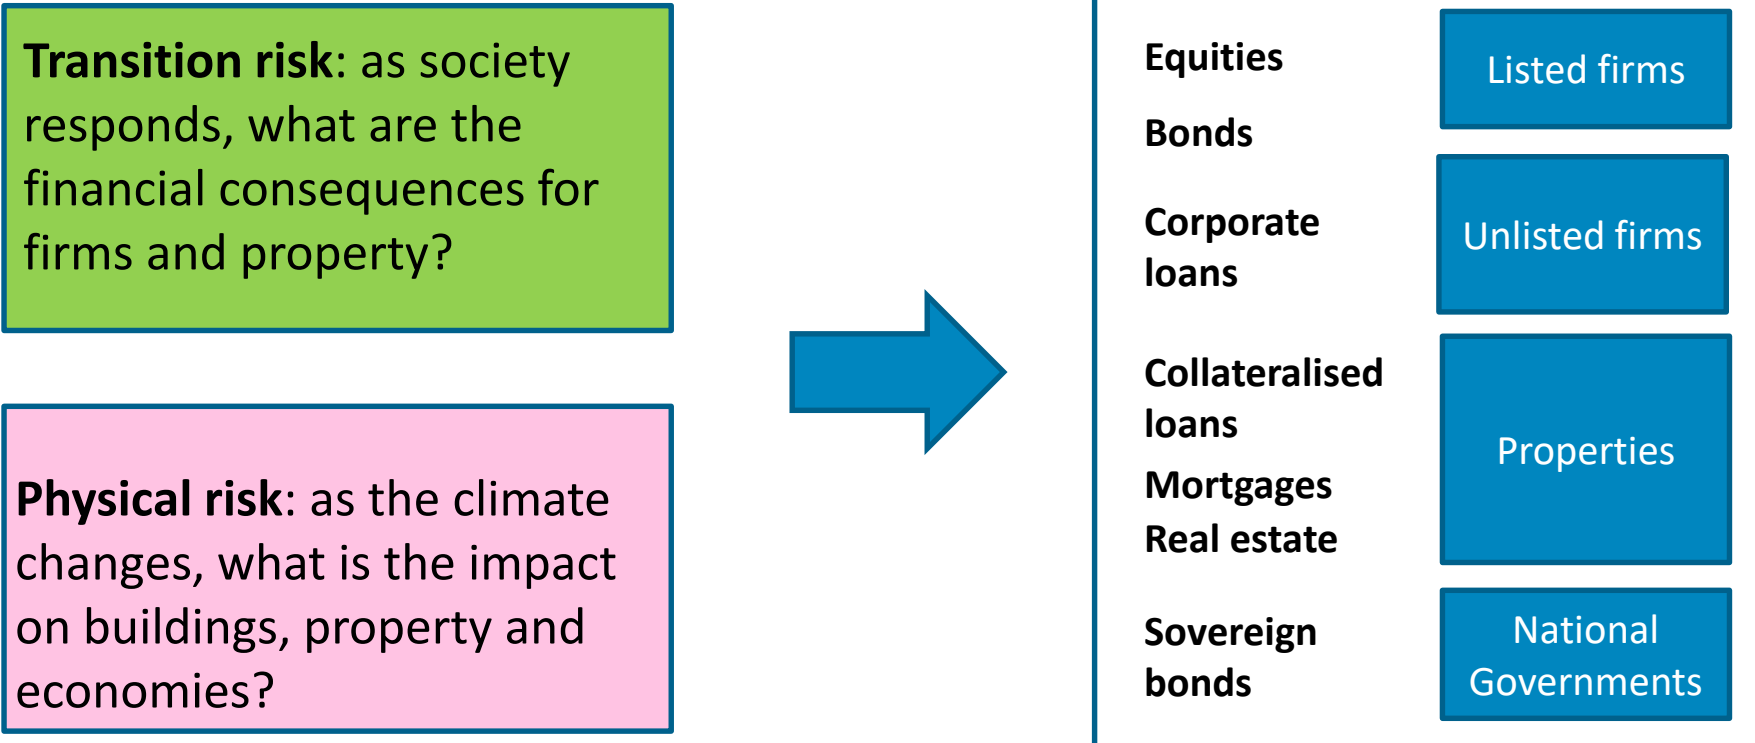 Transition risk: as society
responds, what are the
financial consequences for
firms and property?
Physical risk: as the climate
changes, what is the impact
on buildings, property and
economies?
Equities
Listed firms
Bonds
Corporate
loans
Unlisted firms
Collateralised
loans
Mortgages
Real estate
Properties
Sovereign
bonds
National
Governments